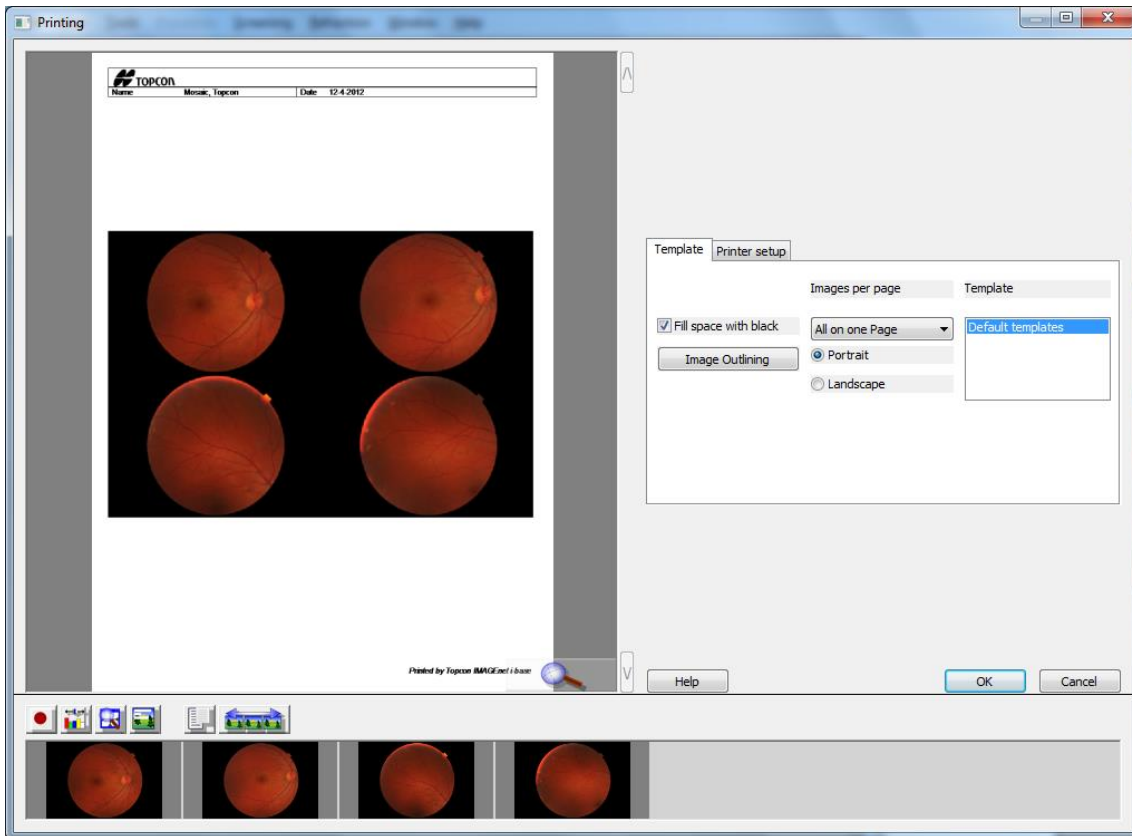 Printing
TOPCON
Name Mosaic, Topcon Date 12-4-2012
Template Printer setup
Images per page Template
Fill space with black All on one Page Default templates
Image Outlining Portrait
Landscape
Printed by Topcon IMAGEnet i-base
Help OK Cancel